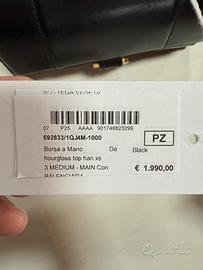 BOTTEGA VENETA
07 P25 AAAA 901748823299
592833/1QJ4M-1000
PZ
Borsa a Mano Do Black
hourglass top han xs
3 MEDIUM - MAIN Con
BALENCIAGA
€ 1.990,00
subito